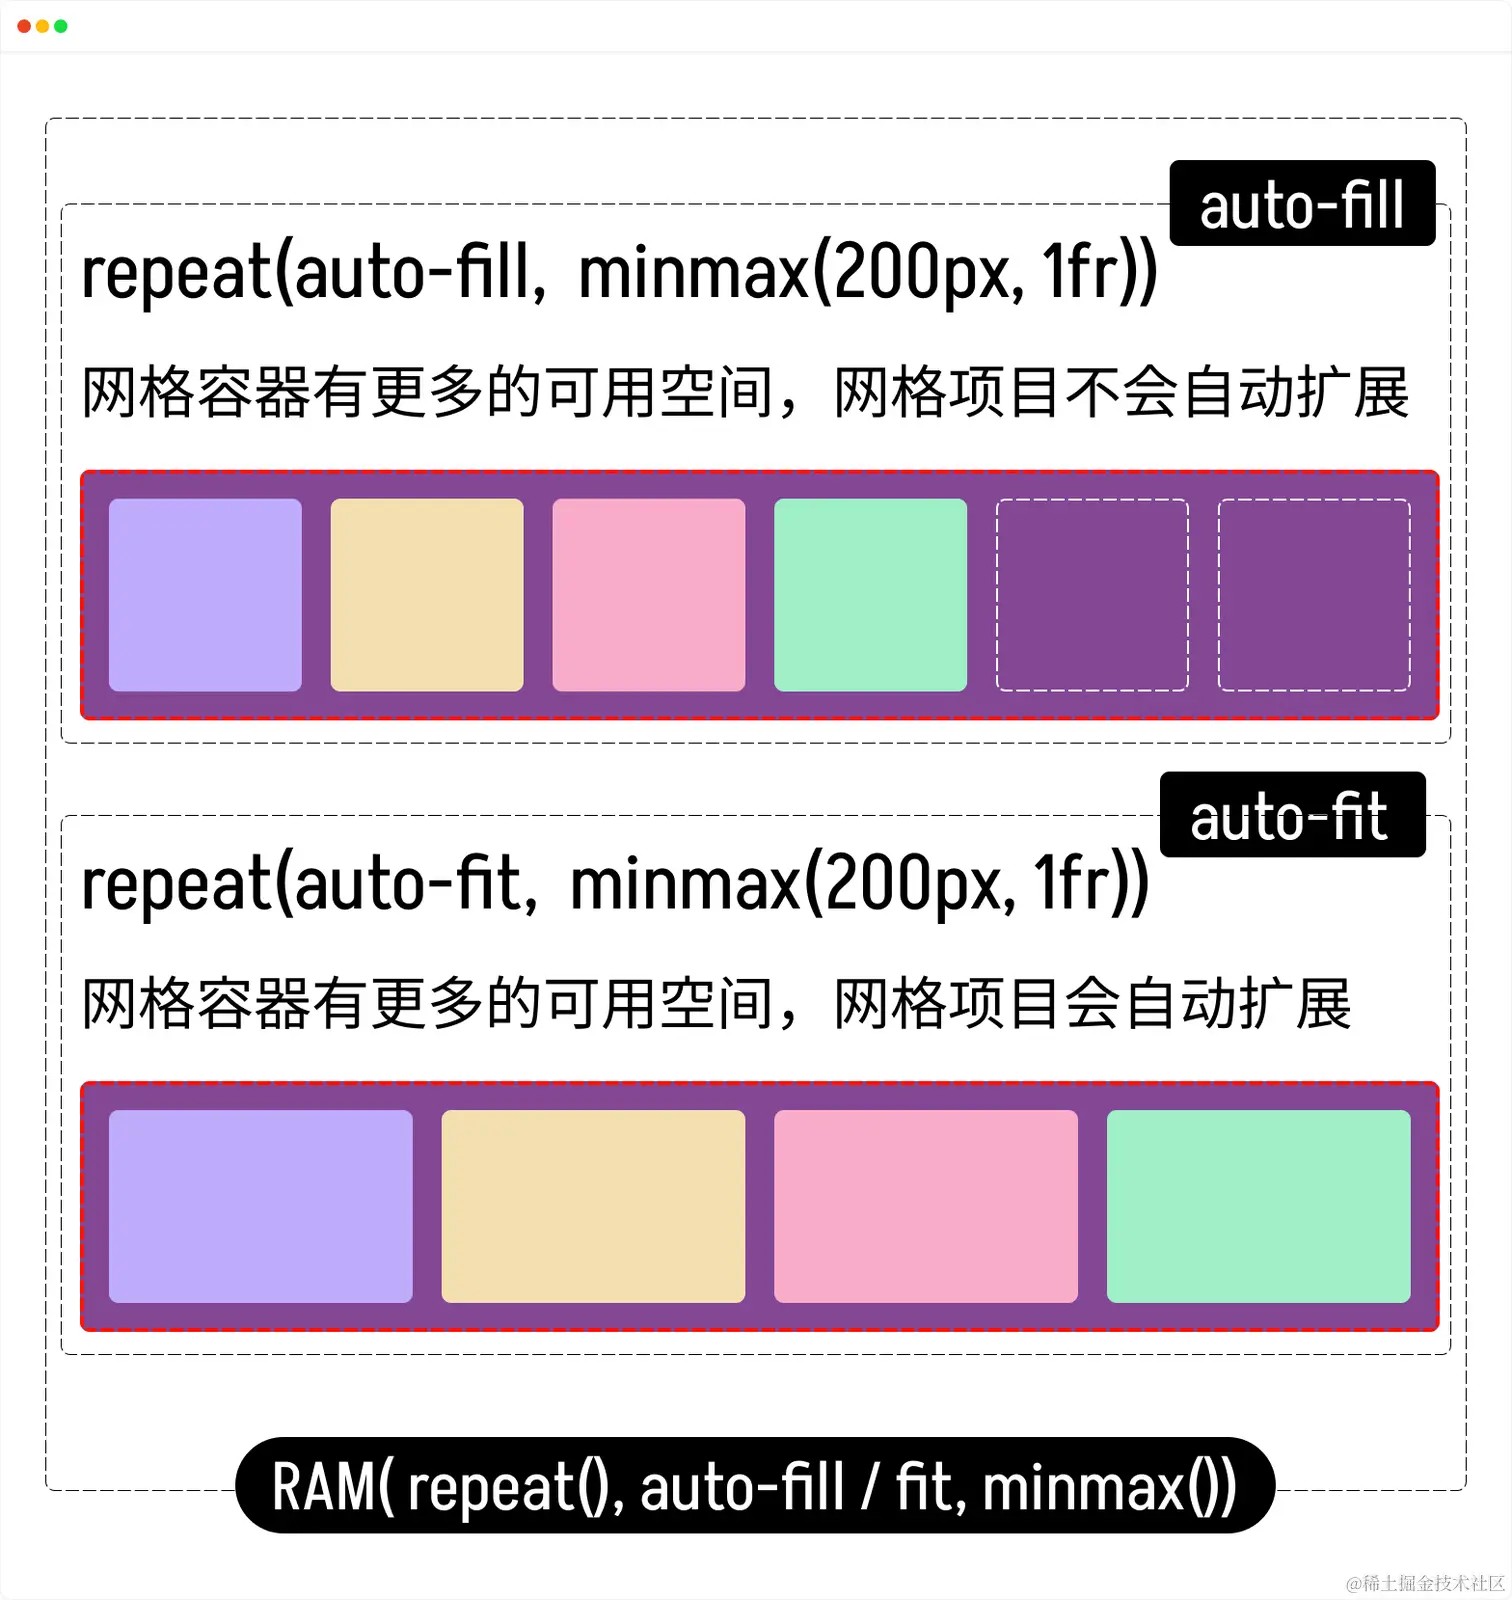 auto-fill
repeat(auto-fill, minmax(200px, 1fr))
网格容器有更多的可用空间，网格项目不会自动扩展
auto-fit
repeat(auto-fit, minmax(200px, 1fr))
网格容器有更多的可用空间，网格项目会自动扩展
RAM( repeat(), auto-fill / fit, minmax())
@稀土掘金技术社区